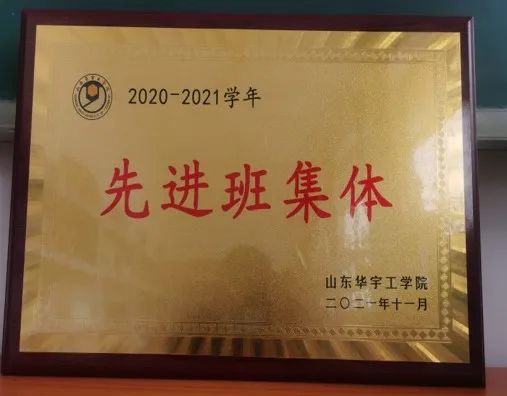 2020-2021学年
先进班集体
山东华宇工学院
二〇二一年十一月